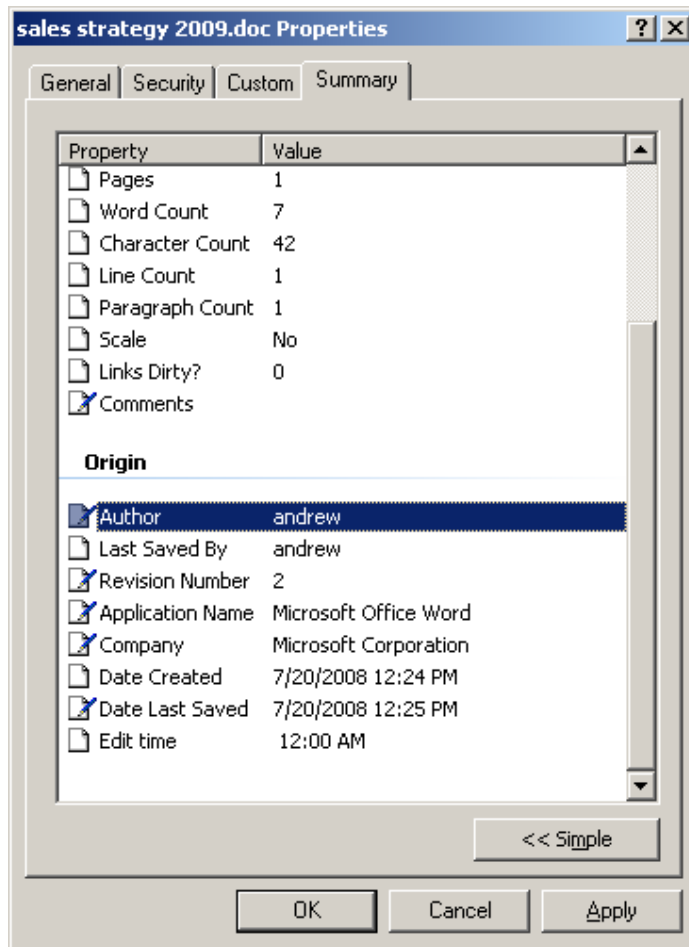 sales strategy 2009.doc Properties
General Security Custom Summary
Property Value
Pages 1
Word Count 7
Character Count 42
Line Count 1
Paragraph Count 1
Scale No
Links Dirty? 0
Comments
Origin
Author andrew
Last Saved By andrew
Revision Number 2
Application Name Microsoft Office Word
Company Microsoft Corporation
Date Created 7/20/2008 12:24 PM
Date Last Saved 7/20/2008 12:25 PM
Edit time 12:00 AM
<< Simple
OK Cancel Apply